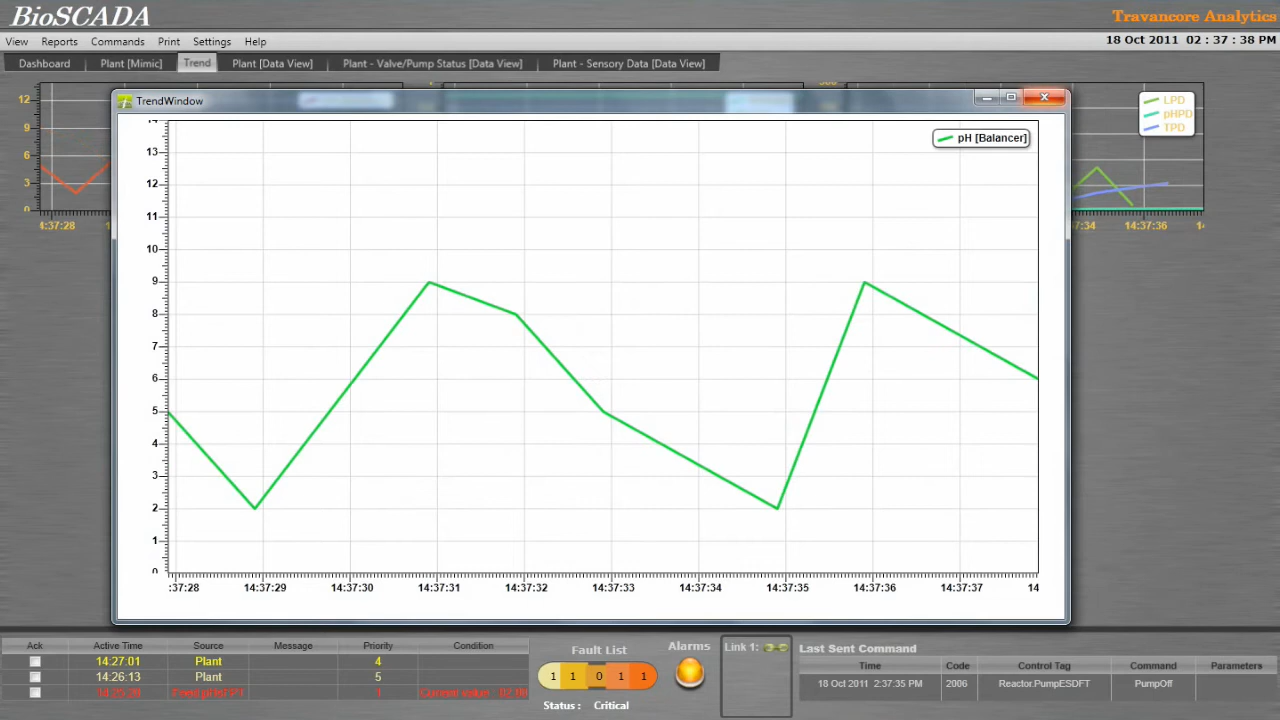 BioSCADA
Travancore Analytics
View Reports Commands Print Settings Help
18 Oct 2011 02 : 37 : 38 PM
Dashboard Plant [Mimic] Trend Plant [Data View] Plant - Valve/Pump Status [Data View] Plant - Sensory Data [Data View]
TrendWindow
12
9
6
3
0
:37:28
LPD
pHPD
TPD
:34 14:37:36
pH [Balancer]
13
12
11
10
9
8
7
6
5
4
3
2
1
0
:37:28 14:37:29 14:37:30 14:37:31 14:37:32 14:37:33 14:37:34 14:37:35 14:37:36 14:37:37 14
Ack Active Time Source Message Priority Condition
14:27:01 Plant 4
14:26:13 Plant 5
1 Current value : 02.00
Fault List
1 1 0 1 1
Status : Critical
Alarms
Link 1:
Last Sent Command
Time Code Control Tag Command Parameters
18 Oct 2011 2:37:35 PM 2006 Reactor.PumpESDFT PumpOff